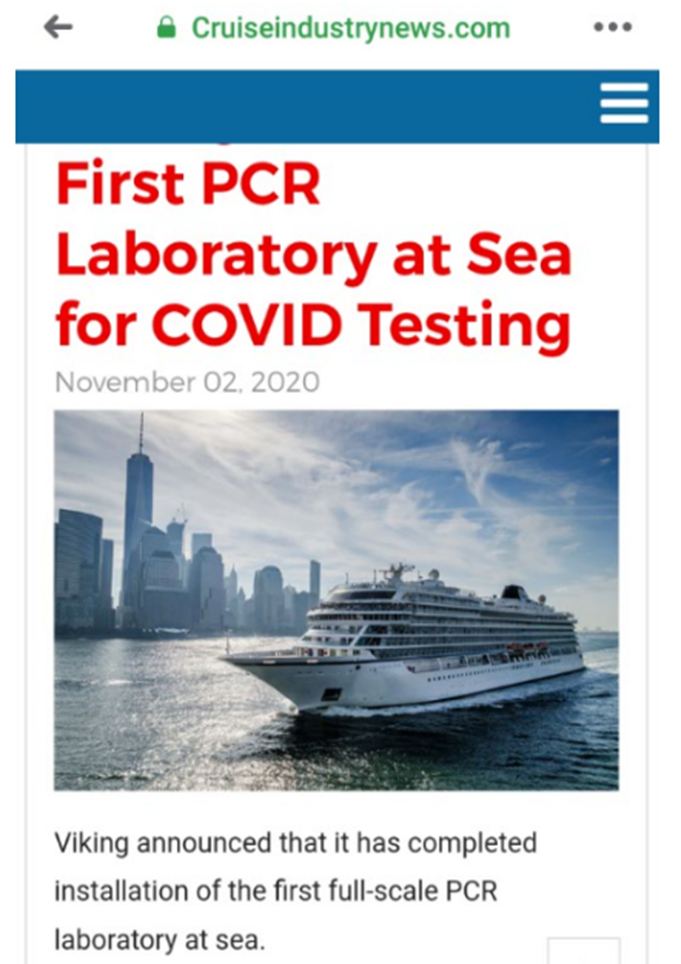 Cruiseindustrynews.com
First PCR
Laboratory at Sea
for COVID Testing
November 02, 2020
Viking announced that it has completed
installation of the first full-scale PCR
laboratory at sea.